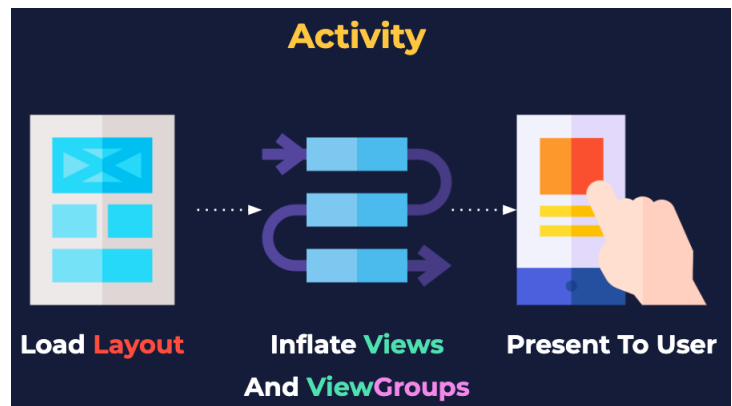 Activity
Load Layout
Inflate Views
And ViewGroups
Present To User